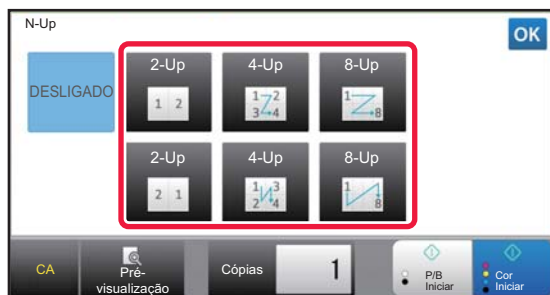 N-Up
OK
DESLIGADO
2-Up
4-Up
8-Up
1 2
1 2
3 4
1
8
2-Up
4-Up
8-Up
2 1
1 3
2 4
1
8
CA
Pré-
visualização
Cópias
1
P/B
Iniciar
Cor
Iniciar